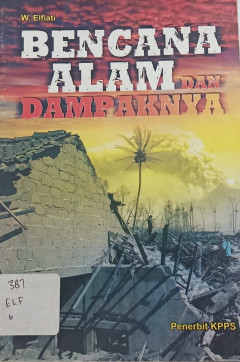 W. Elfiati
BENCANA
ALAM DAN
DAMPAKNYA
387
ELF
b
Penerbit KPPS